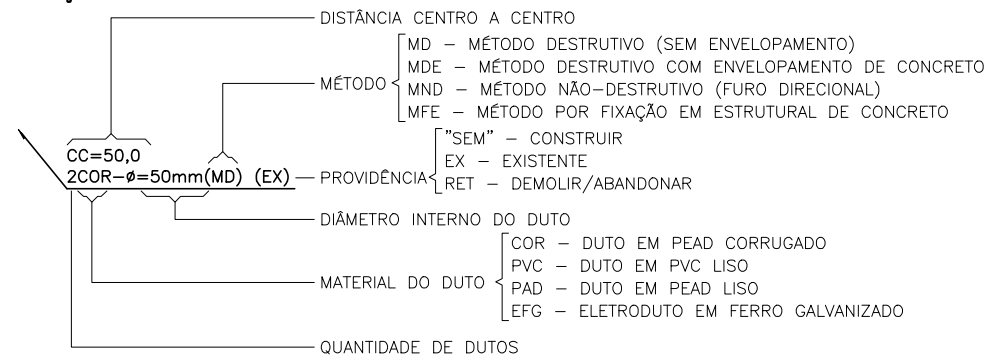 DISTÂNCIA CENTRO A CENTRO
MÉTODO
MD – MÉTODO DESTRUTIVO (SEM ENVELOPAMENTO)
MDE – MÉTODO DESTRUTIVO COM ENVELOPAMENTO DE CONCRETO
MND – MÉTODO NÃO-DESTRUTIVO (FURO DIRECIONAL)
MFE – MÉTODO POR FIXAÇÃO EM ESTRUTURAL DE CONCRETO
CC=50,0
2COR-ø=50mm(MD) (EX)
PROVIDÊNCIA
"SEM" – CONSTRUIR
EX – EXISTENTE
RET – DEMOLIR/ABANDONAR
DIÂMETRO INTERNO DO DUTO
MATERIAL DO DUTO
COR – DUTO EM PEAD CORRUGADO
PVC – DUTO EM PVC LISO
PAD – DUTO EM PEAD LISO
EFG – ELETRODUTO EM FERRO GALVANIZADO
QUANTIDADE DE DUTOS